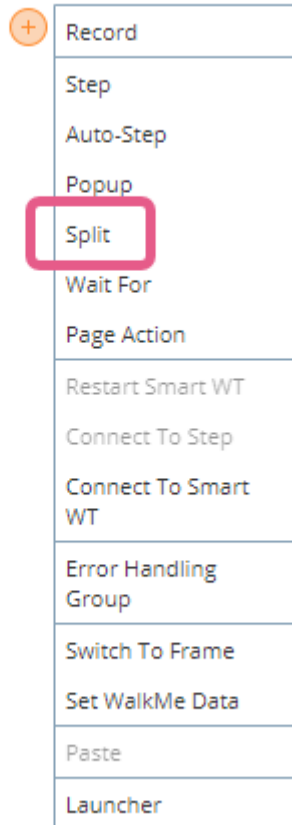 +
Record
Step
Auto-Step
Popup
Split
Wait For
Page Action
Restart Smart WT
Connect To Step
Connect To Smart
WT
Error Handling
Group
Switch To Frame
Set WalkMe Data
Paste
Launcher